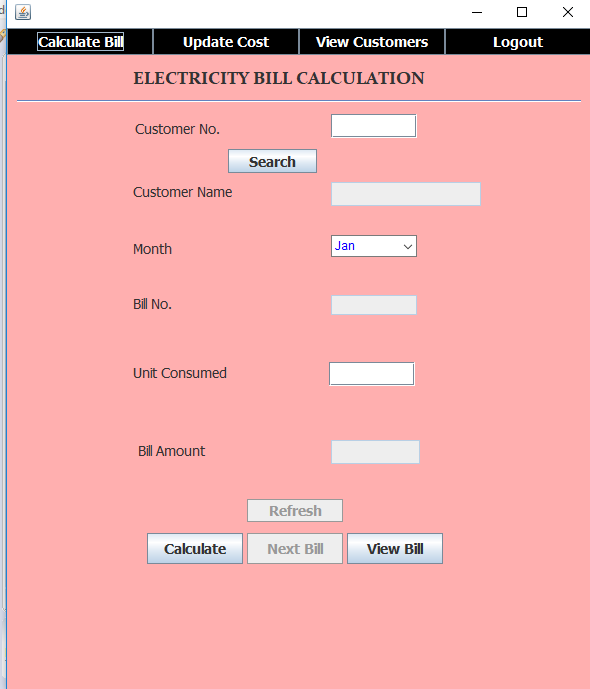 Calculate Bill Update Cost View Customers Logout
ELECTRICITY BILL CALCULATION
Customer No.
Search
Customer Name
Month Jan
Bill No.
Unit Consumed
Bill Amount
Refresh
Calculate Next Bill View Bill